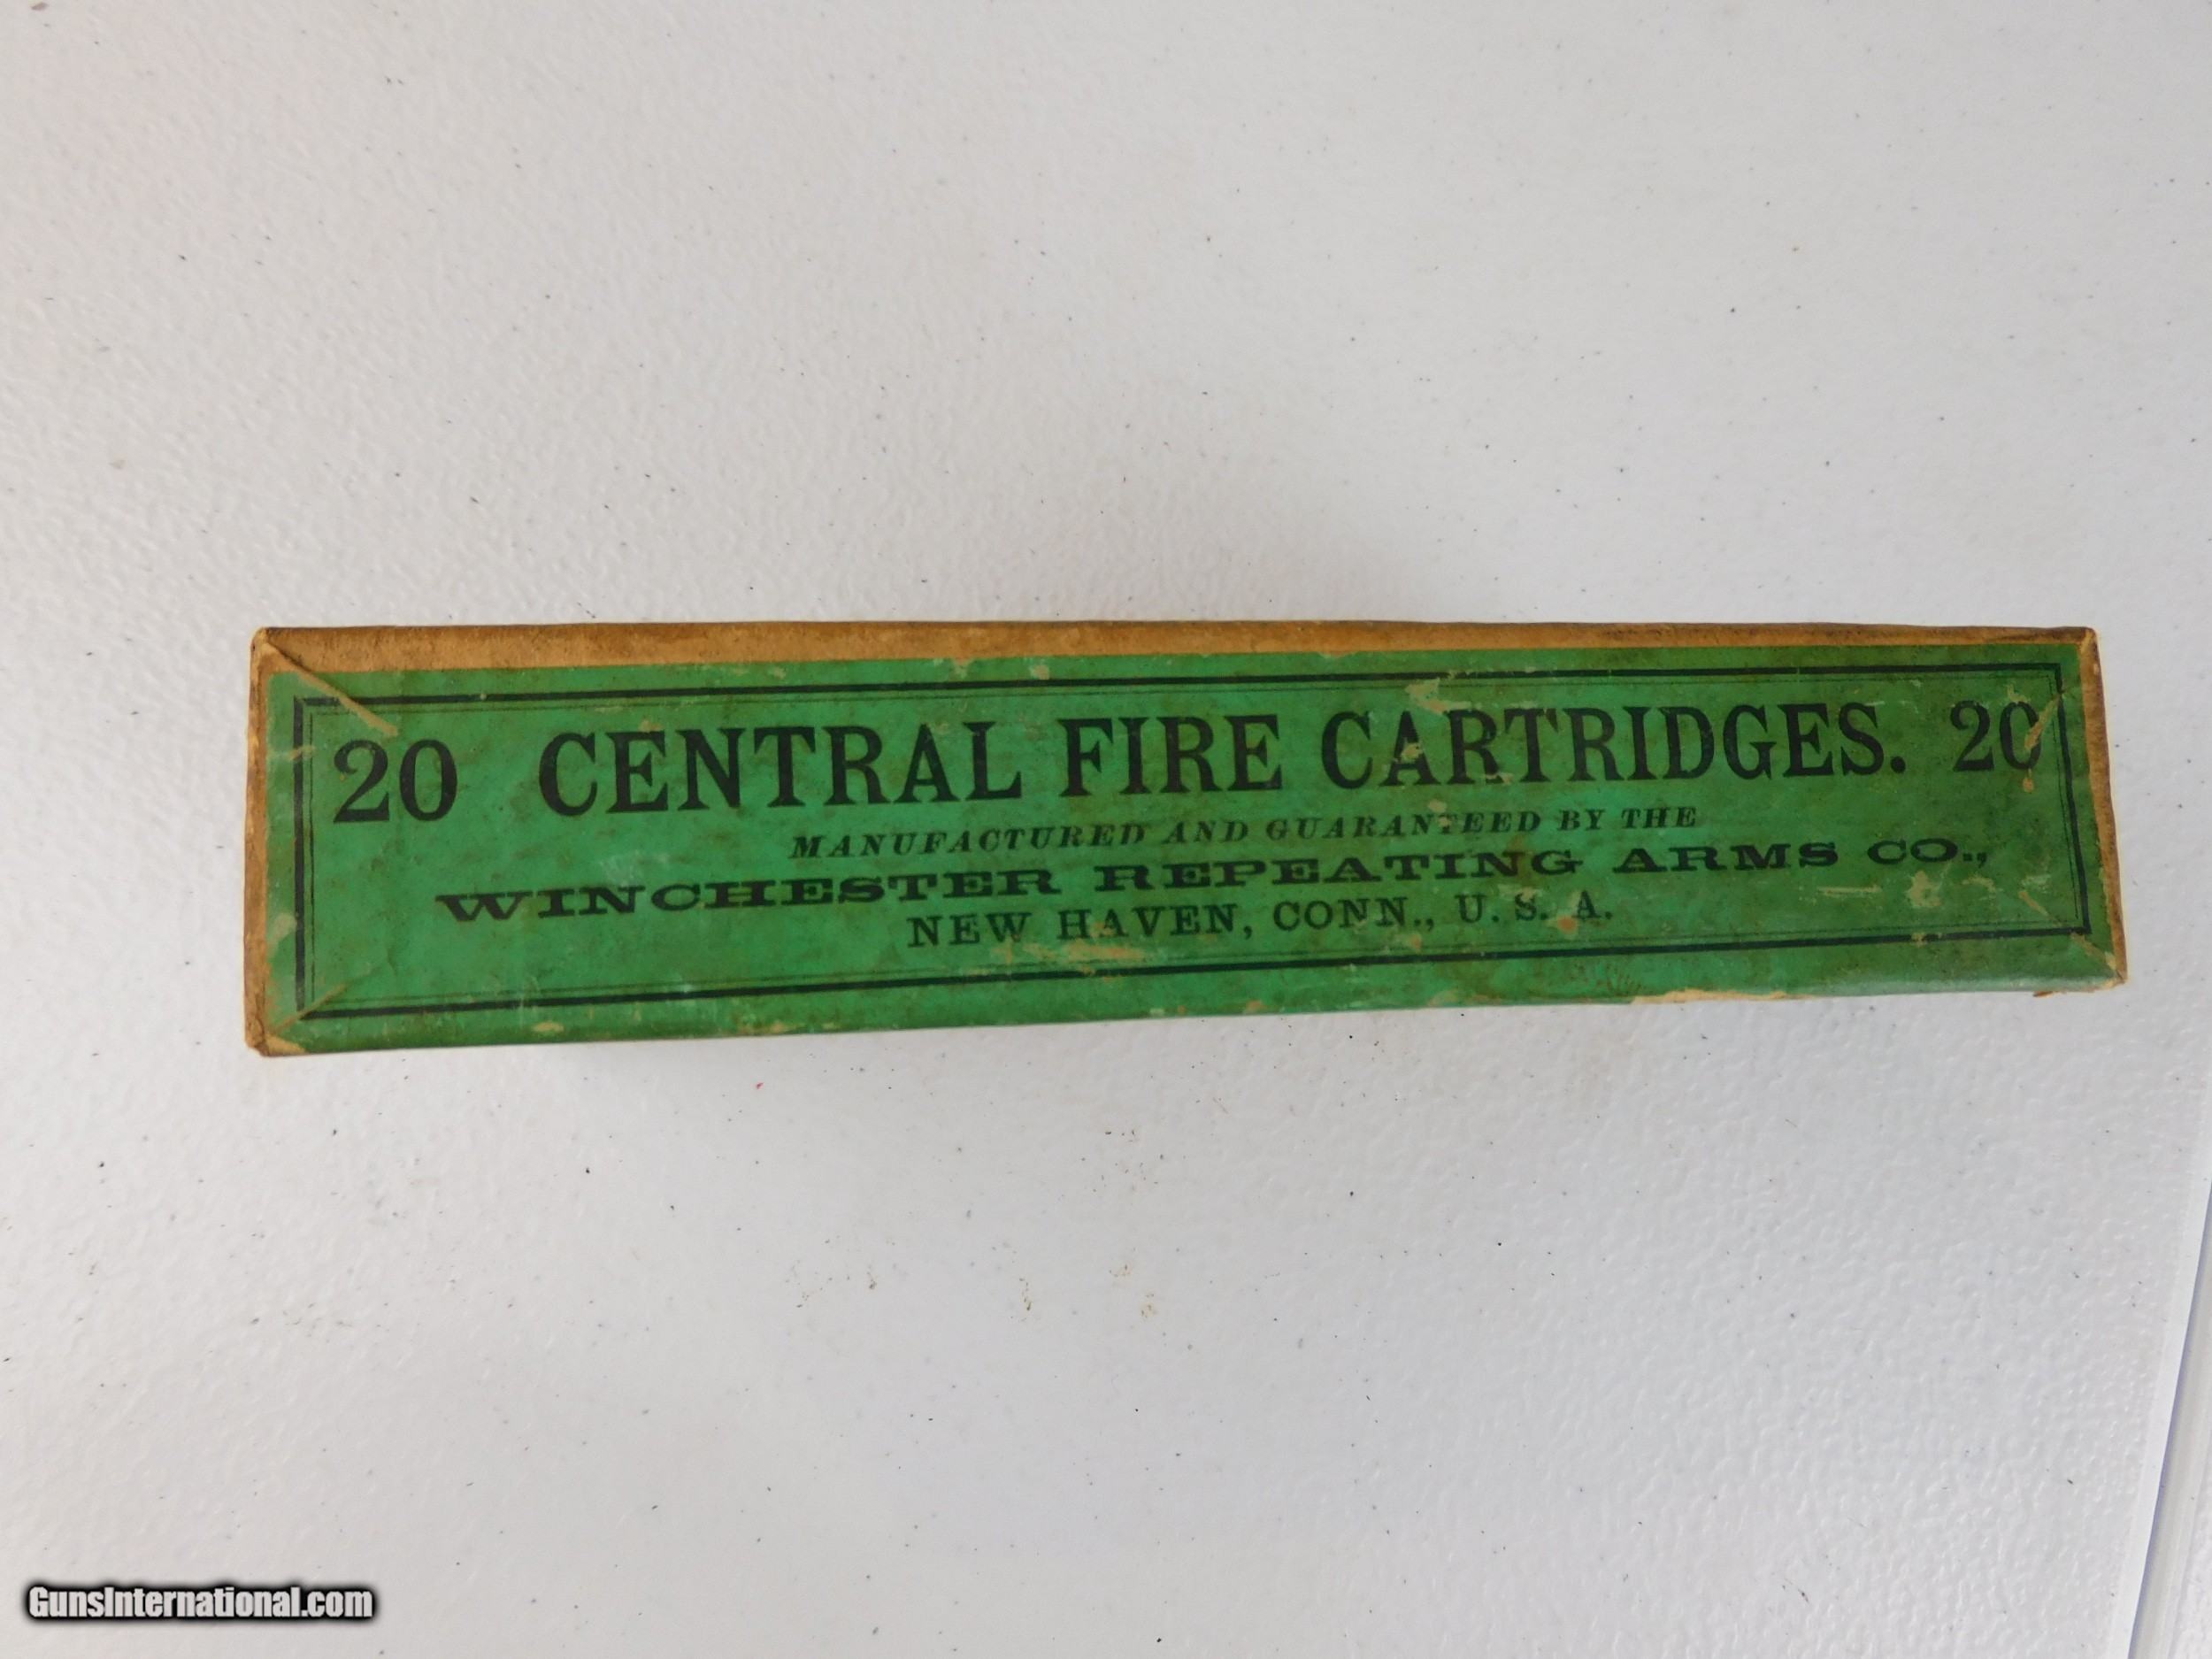 20 CENTRAL FIRE CARTRIDGES. 20
MANUFACTURED AND GUARANTEED BY THE
WINCHESTER REPEATING ARMS CO.,
NEW HAVEN, CONN., U. S. A.
GunsInternational.com